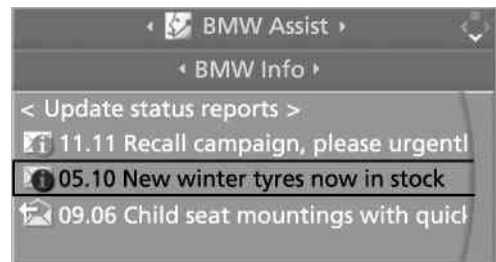 BMW Assist
BMW Info
< Update status reports >
11.11 Recall campaign, please urgentl
05.10 New winter tyres now in stock
09.06 Child seat mountings with quick